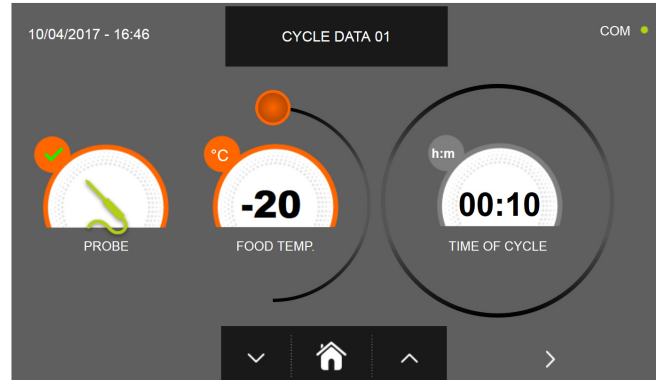 10/04/2017 - 16:46
CYCLE DATA 01
COM
°C
h:m
-20
00:10
PROBE
FOOD TEMP.
TIME OF CYCLE